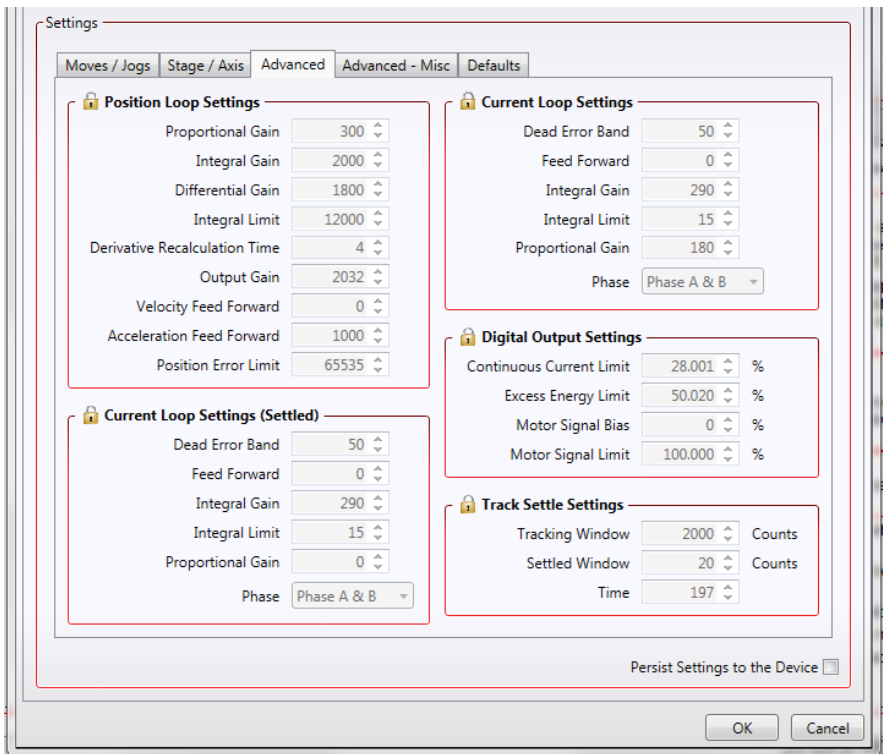 Settings
Moves / Jogs Stage / Axis Advanced Advanced - Misc Defaults
Position Loop Settings
Proportional Gain 300
Integral Gain 2000
Differential Gain 1800
Integral Limit 12000
Derivative Recalculation Time 4
Output Gain 2032
Velocity Feed Forward 0
Acceleration Feed Forward 1000
Position Error Limit 65535
Current Loop Settings (Settled)
Dead Error Band 50
Feed Forward 0
Integral Gain 290
Integral Limit 15
Proportional Gain 0
Phase Phase A & B
Current Loop Settings
Dead Error Band 50
Feed Forward 0
Integral Gain 290
Integral Limit 15
Proportional Gain 180
Phase Phase A & B
Digital Output Settings
Continuous Current Limit 28.001 %
Excess Energy Limit 50.020 %
Motor Signal Bias 0 %
Motor Signal Limit 100.000 %
Track Settle Settings
Tracking Window 2000 Counts
Settled Window 20 Counts
Time 197
Persist Settings to the Device
OK Cancel